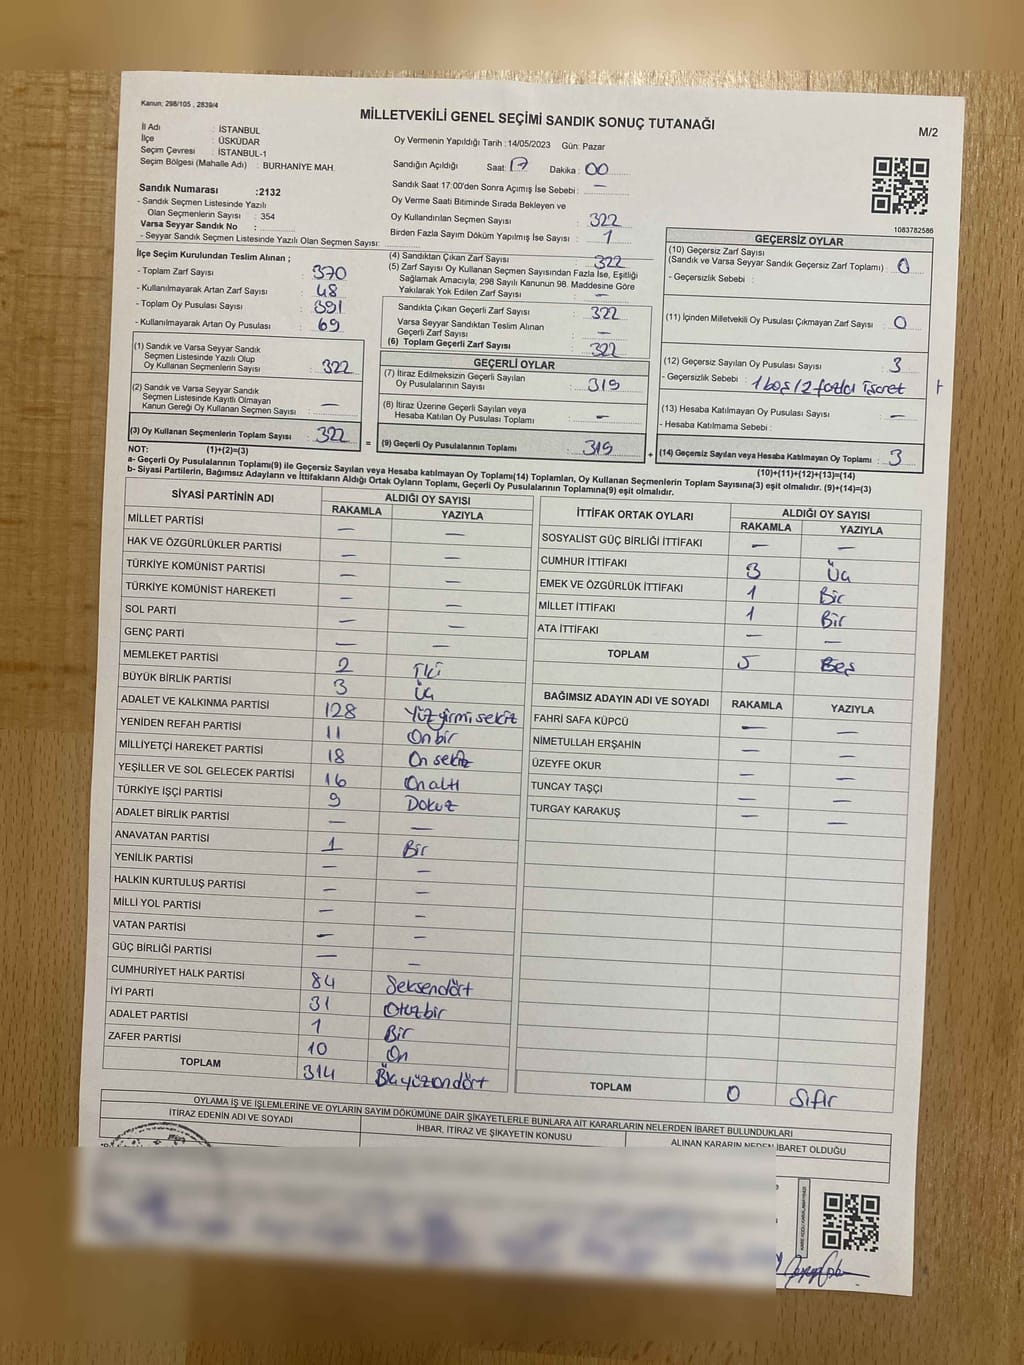 Kanun; 298/105 , 2839/4
MİLLETVEKİLİ GENEL SEÇİMİ SANDIK SONUÇ TUTANAĞI
M/2
İl Adı : İSTANBUL
İlçe : ÜSKÜDAR
Seçim Çevresi : İSTANBUL-1
Seçim Bölgesi (Mahalle Adı) : BURHANİYE MAH
Oy Vermenin Yapıldığı Tarih : 14/05/2023 Gün: Pazar
Sandığın Açıldığı Saat: 17 Dakika : 00
Sandık Saat 17:00'den Sonra Açımış İse Sebebi : —
Sandık Numarası :2132
- Sandık Seçmen Listesinde Yazılı
Olan Seçmenlerin Sayısı : 354
Varsa Seyyar Sandık No :
- Seyyar Sandık Seçmen Listesinde Yazılı Olan Seçmen Sayısı:
Oy Verme Saati Bitiminde Sırada Bekleyen ve
Oy Kullandırılan Seçmen Sayısı : 322
Birden Fazla Sayım Döküm Yapılmış İse Sayısı : 1
1083782586
İlçe Seçim Kurulundan Teslim Alınan ;
- Toplam Zarf Sayısı : 370
- Kullanılmayarak Artan Zarf Sayısı : 48
- Toplam Oy Pusulası Sayısı : 391
- Kullanılmayarak Artan Oy Pusulası : 69
(1) Sandık ve Varsa Seyyar Sandık
Seçmen Listesinde Yazılı Olup
Oy Kullanan Seçmenlerin Sayısı : 322
(2) Sandık ve Varsa Seyyar Sandık
Seçmen Listesinde Kayıtlı Olmayan
Kanun Gereği Oy Kullanan Seçmen Sayısı : —
(3) Oy Kullanan Seçmenlerin Toplam Sayısı : 322
(4) Sandıktan Çıkan Zarf Sayısı : 322
(5) Zarf Sayısı Oy Kullanan Seçmen Sayısından Fazla İse, Eşitliği
Sağlamak Amacıyla; 298 Sayılı Kanunun 98. Maddesine Göre
Yakılarak Yok Edilen Zarf Sayısı : —
Sandıkta Çıkan Geçerli Zarf Sayısı : 322
Varsa Seyyar Sandıktan Teslim Alınan
Geçerli Zarf Sayısı : —
(6) Toplam Geçerli Zarf Sayısı : 322
GEÇERLİ OYLAR
(7) İtiraz Edilmeksizin Geçerli Sayılan
Oy Pusulalarının Sayısı : 319
(8) İtiraz Üzerine Geçerli Sayılan veya
Hesaba Katılan Oy Pusulası Toplamı : —
= (9) Geçerli Oy Pusulalarının Toplamı : 319
GEÇERSİZ OYLAR
(10) Geçersiz Zarf Sayısı
(Sandık ve Varsa Seyyar Sandık Geçersiz Zarf Toplamı) : 0
- Geçersizlik Sebebi :
(11) İçinden Milletvekili Oy Pusulası Çıkmayan Zarf Sayısı : 0
(12) Geçersiz Sayılan Oy Pusulası Sayısı : 3
- Geçersizlik Sebebi : 1 boş / 2 fazla işaret
(13) Hesaba Katılmayan Oy Pusulası Sayısı : —
- Hesaba Katılmama Sebebi :
+ (14) Geçersiz Sayılan veya Hesaba Katılmayan Oy Toplamı : 3
NOT: (1)+(2)=(3)
(10)+(11)+(12)+(13)=(14)
a- Geçerli Oy Pusulalarının Toplamı(9) ile Geçersiz Sayılan veya Hesaba katılmayan Oy Toplamı(14) Toplamları, Oy Kullanan Seçmenlerin Toplam Sayısına(3) eşit olmalıdır. (9)+(14)=(3)
b- Siyasi Partilerin, Bağımsız Adayların ve İttifakların Aldığı Ortak Oyların Toplamı, Geçerli Oy Pusulalarının Toplamına(9) eşit olmalıdır.
SİYASİ PARTİNİN ADI ALDIĞI OY SAYISI
RAKAMLA YAZIYLA
MİLLET PARTİSİ — —
HAK VE ÖZGÜRLÜKLER PARTİSİ — —
TÜRKİYE KOMÜNİST PARTİSİ — —
TÜRKİYE KOMÜNİST HAREKETİ — —
SOL PARTİ — —
GENÇ PARTİ — —
MEMLEKET PARTİSİ 2 İki
BÜYÜK BİRLİK PARTİSİ 3 Üç
ADALET VE KALKINMA PARTİSİ 128 Yüz yirmi sekiz
YENİDEN REFAH PARTİSİ 11 On bir
MİLLİYETÇİ HAREKET PARTİSİ 18 On sekiz
YEŞİLLER VE SOL GELECEK PARTİSİ 16 On altı
TÜRKİYE İŞÇİ PARTİSİ 9 Dokuz
ADALET BİRLİK PARTİSİ — —
ANAVATAN PARTİSİ 1 Bir
YENİLİK PARTİSİ — —
HALKIN KURTULUŞ PARTİSİ — —
MİLLİ YOL PARTİSİ — —
VATAN PARTİSİ — —
GÜÇ BİRLİĞİ PARTİSİ — —
CUMHURİYET HALK PARTİSİ 84 Seksendört
İYİ PARTİ 31 Otuzbir
ADALET PARTİSİ 1 Bir
ZAFER PARTİSİ 10 On
TOPLAM 314 Üçyüzondört
İTTİFAK ORTAK OYLARI ALDIĞI OY SAYISI
RAKAMLA YAZIYLA
SOSYALİST GÜÇ BİRLİĞİ İTTİFAKI — —
CUMHUR İTTİFAKI 3 Üç
EMEK VE ÖZGÜRLÜK İTTİFAKI 1 Bir
MİLLET İTTİFAKI 1 Bir
ATA İTTİFAKI — —
TOPLAM 5 Beş
BAĞIMSIZ ADAYIN ADI VE SOYADI RAKAMLA YAZIYLA
FAHRİ SAFA KÜPCÜ — —
NİMETULLAH ERŞAHİN — —
ÜZEYFE OKUR — —
TUNCAY TAŞÇI — —
TURGAY KARAKUŞ — —
TOPLAM 0 Sıfır
OYLAMA İŞ VE İŞLEMLERİNE VE OYLARIN SAYIM DÖKÜMÜNE DAİR ŞİKAYETLERLE BUNLARA AİT KARARLARIN NELERDEN İBARET BULUNDUKLARI
İTİRAZ EDENİN ADI VE SOYADI İHBAR, İTİRAZ VE ŞİKAYETİN KONUSU ALINAN KARARIN NEDEN İBARET OLDUĞU